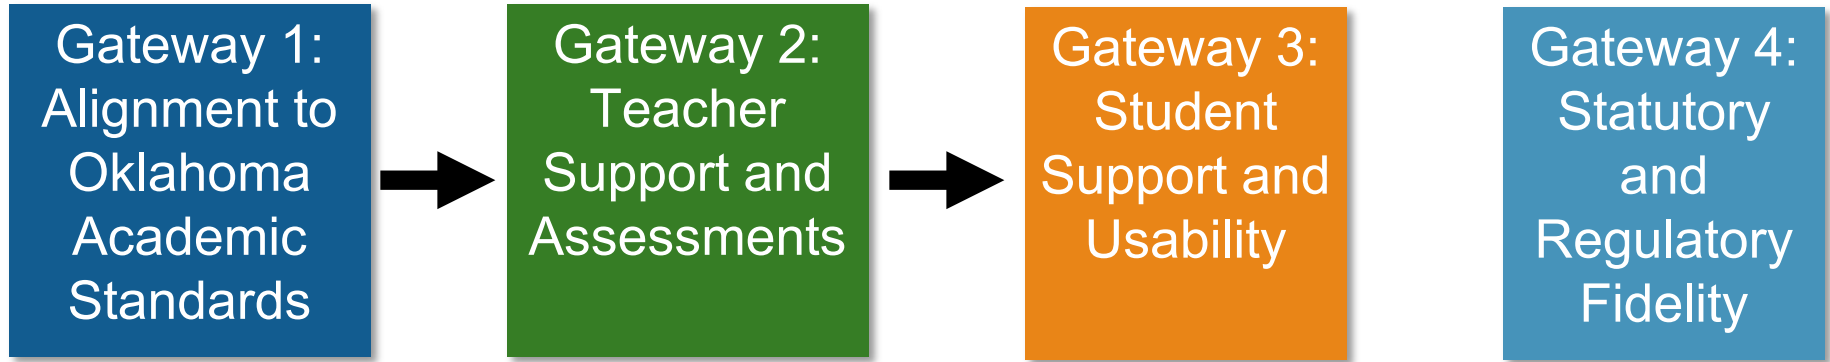 Gateway 1:
Alignment to
Oklahoma
Academic
Standards
Gateway 2:
Teacher
Support and
Assessments
Gateway 3:
Student
Support and
Usability
Gateway 4:
Statutory
and
Regulatory
Fidelity